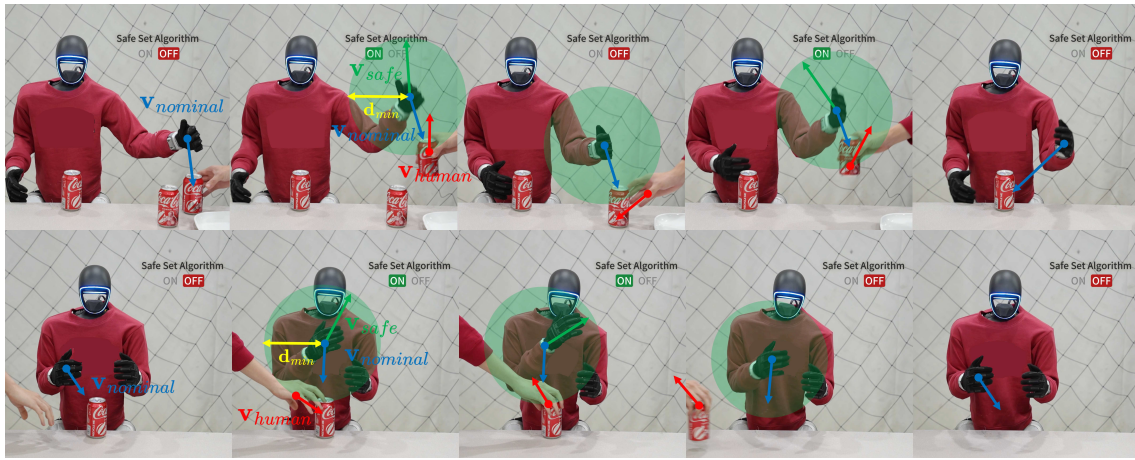 Safe Set Algorithm
ON OFF
v_nominal
Safe Set Algorithm
ON OFF
v_safe
d_min
v_nominal
v_human
Safe Set Algorithm
ON OFF
Safe Set Algorithm
ON OFF
Safe Set Algorithm
ON OFF
Safe Set Algorithm
ON OFF
v_nominal
Safe Set Algorithm
ON OFF
v_safe
d_min
v_nominal
v_human
Safe Set Algorithm
ON OFF
Safe Set Algorithm
ON OFF
Safe Set Algorithm
ON OFF